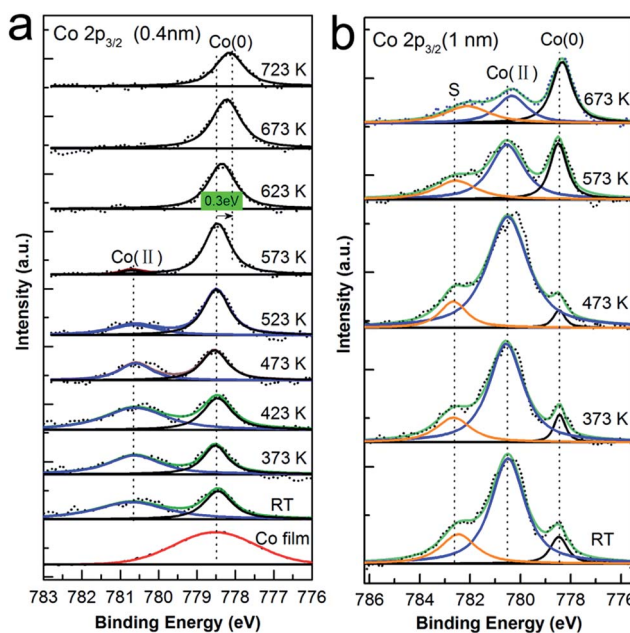 a
Co 2p3/2 (0.4nm)
Co(0)
723 K
673 K
623 K
0.3eV
Co(Ⅱ)
573 K
523 K
473 K
423 K
373 K
RT
Co film
Intensity (a.u.)
783 782 781 780 779 778 777 776
Binding Energy (eV)
b
Co 2p3/2(1 nm)
Co(0)
Co(Ⅱ)
S
673 K
573 K
473 K
373 K
RT
Intensity (a.u.)
786 784 782 780 778 776
Binding Energy (eV)